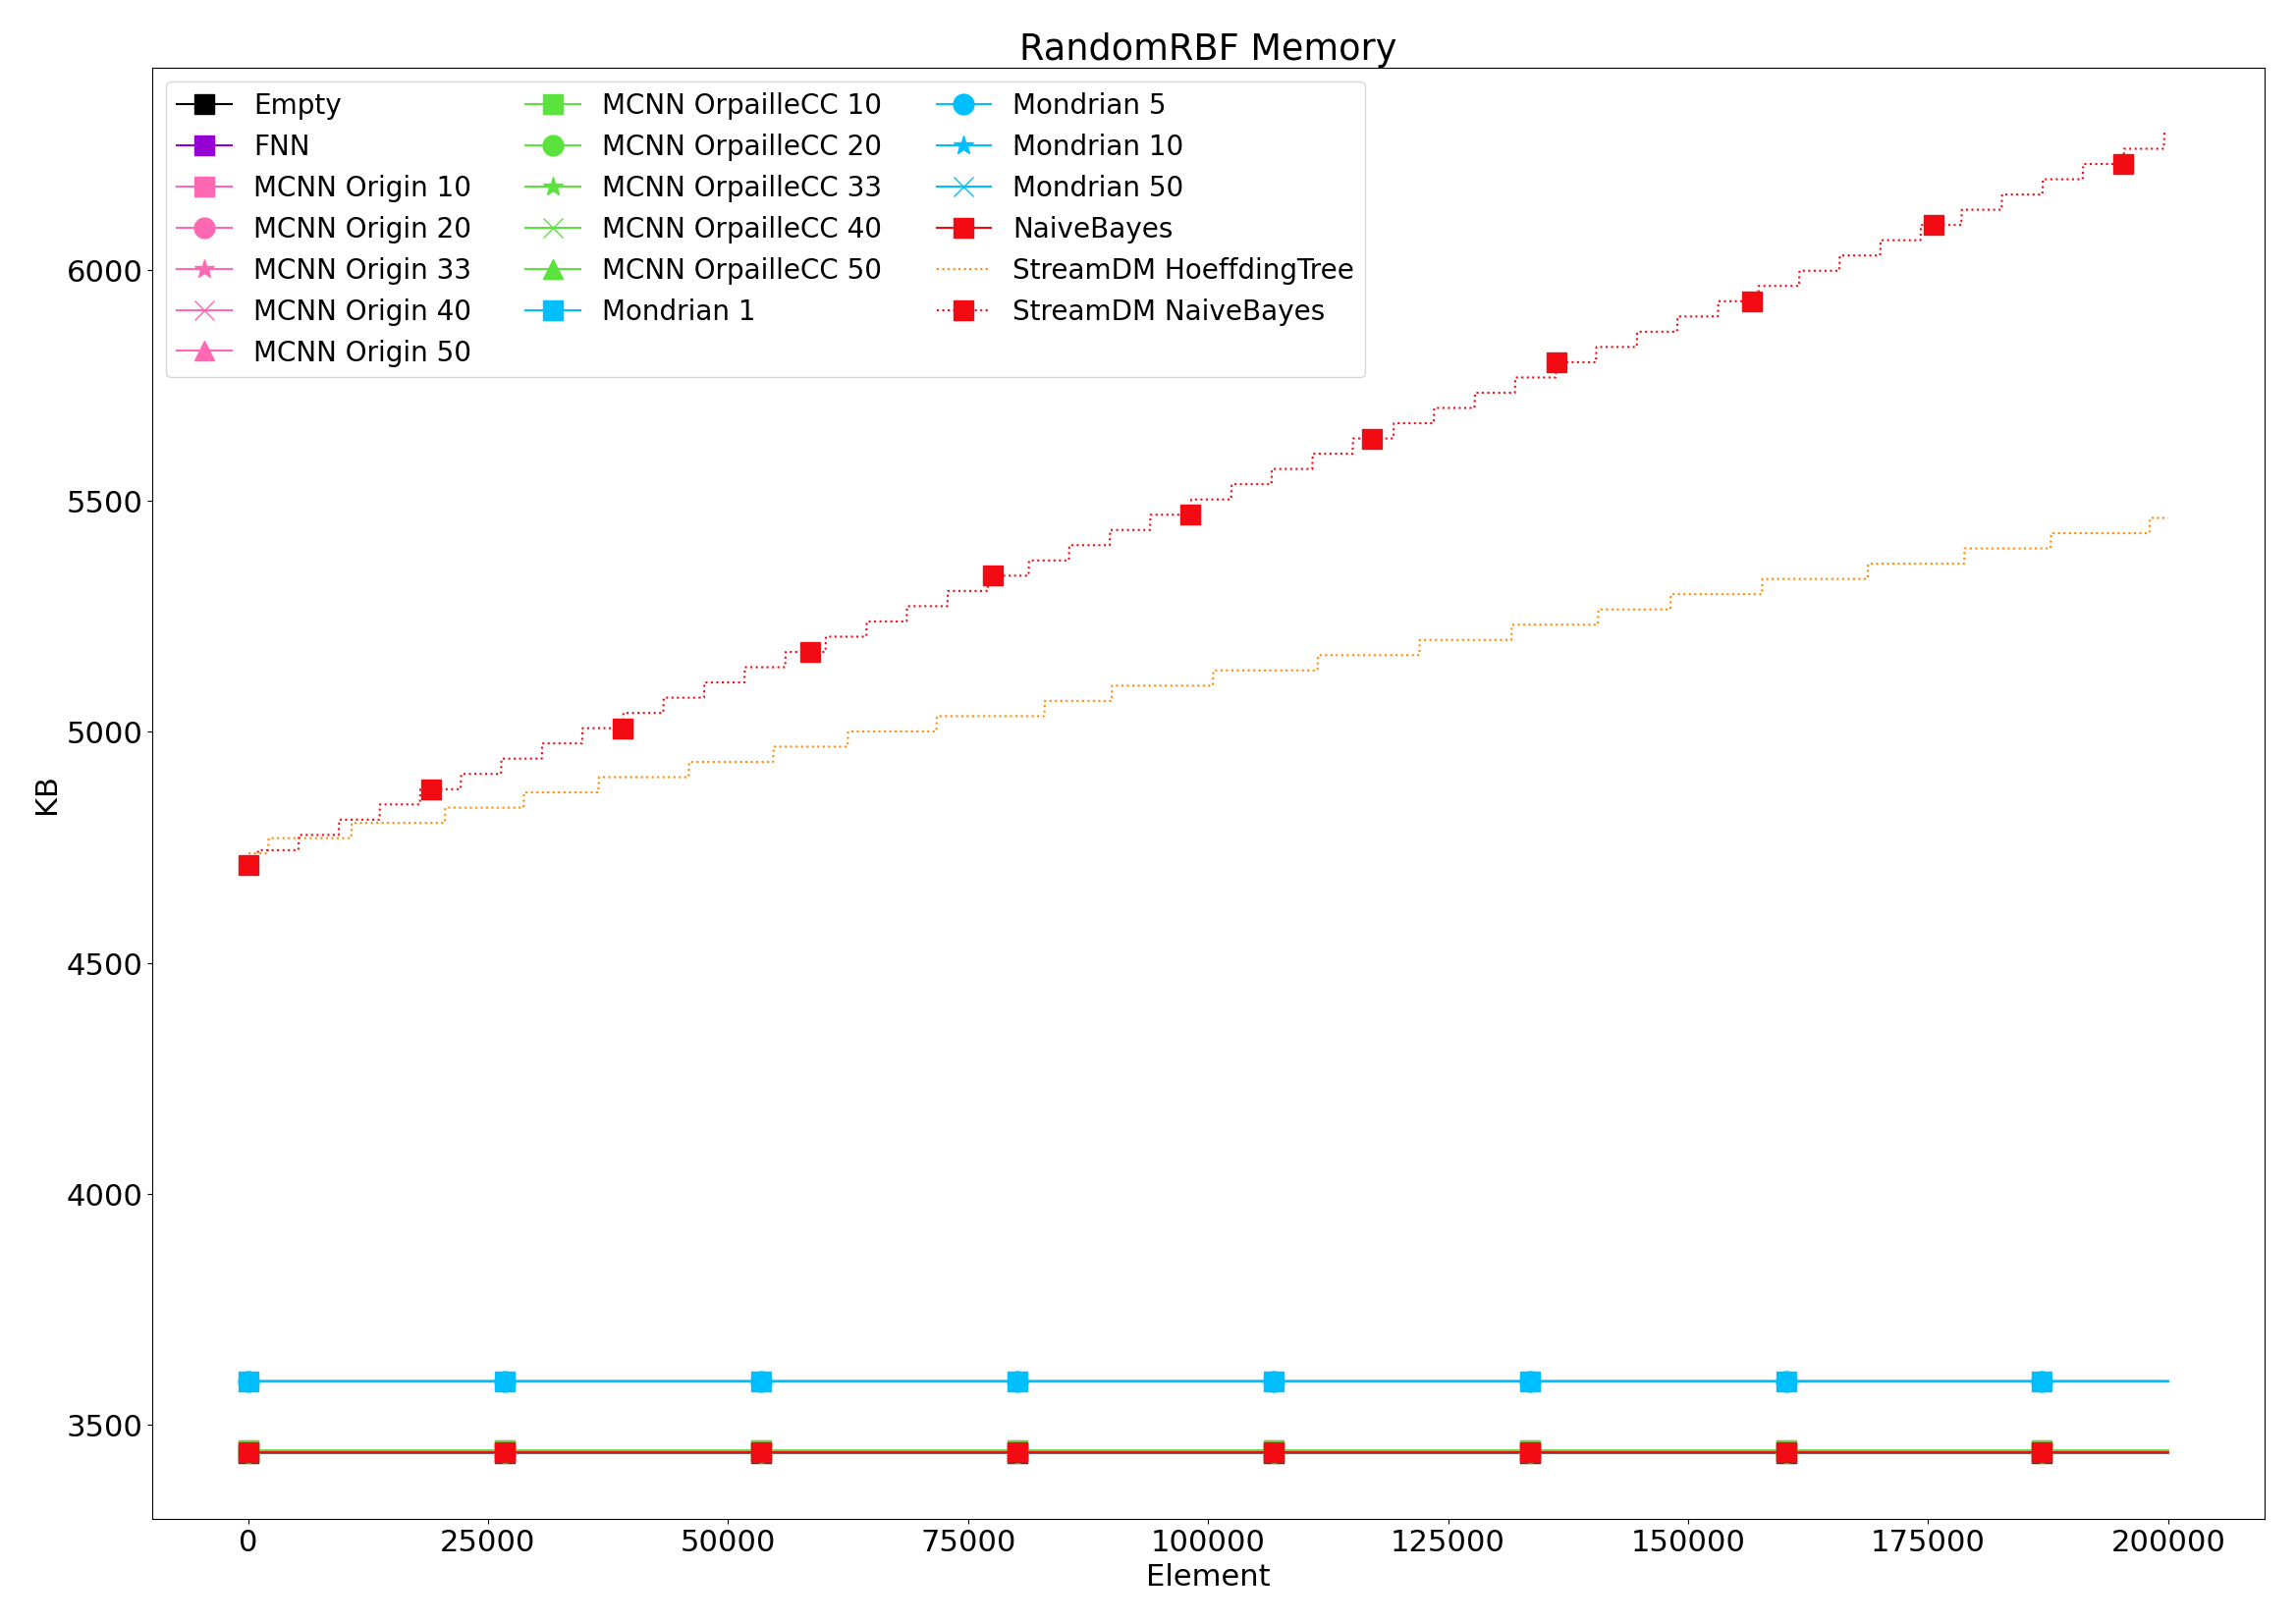 RandomRBF Memory
Empty
FNN
MCNN Origin 10
MCNN Origin 20
MCNN Origin 33
MCNN Origin 40
MCNN Origin 50
MCNN OrpailleCC 10
MCNN OrpailleCC 20
MCNN OrpailleCC 33
MCNN OrpailleCC 40
MCNN OrpailleCC 50
Mondrian 1
Mondrian 5
Mondrian 10
Mondrian 50
NaiveBayes
StreamDM HoeffdingTree
StreamDM NaiveBayes
KB
6000
5500
5000
4500
4000
3500
0 25000 50000 75000 100000 125000 150000 175000 200000
Element